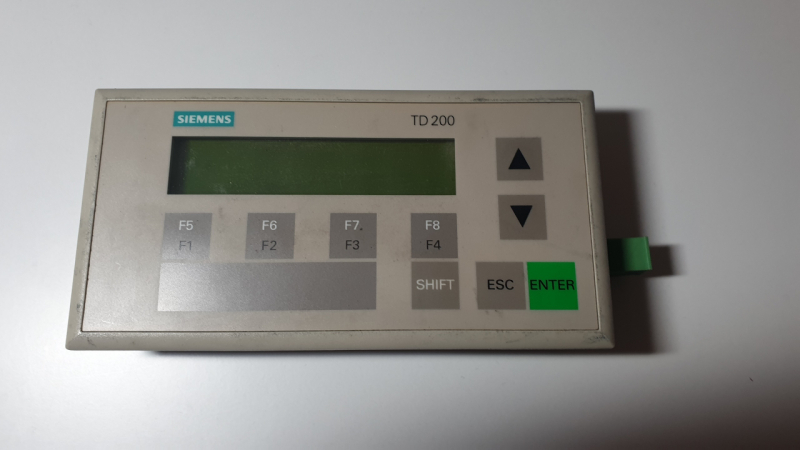 SIEMENS
TD 200
F5 F6 F7 F8
F1 F2 F3 F4
SHIFT ESC ENTER